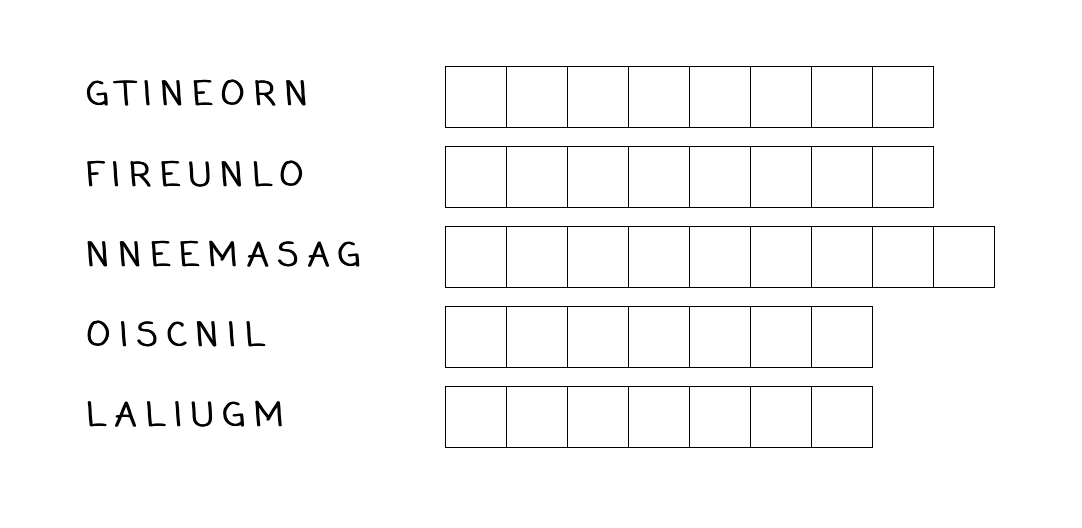 GTINEORN
FIREUNLO
NNEEMASAG
OISCNIL
LALIUGM